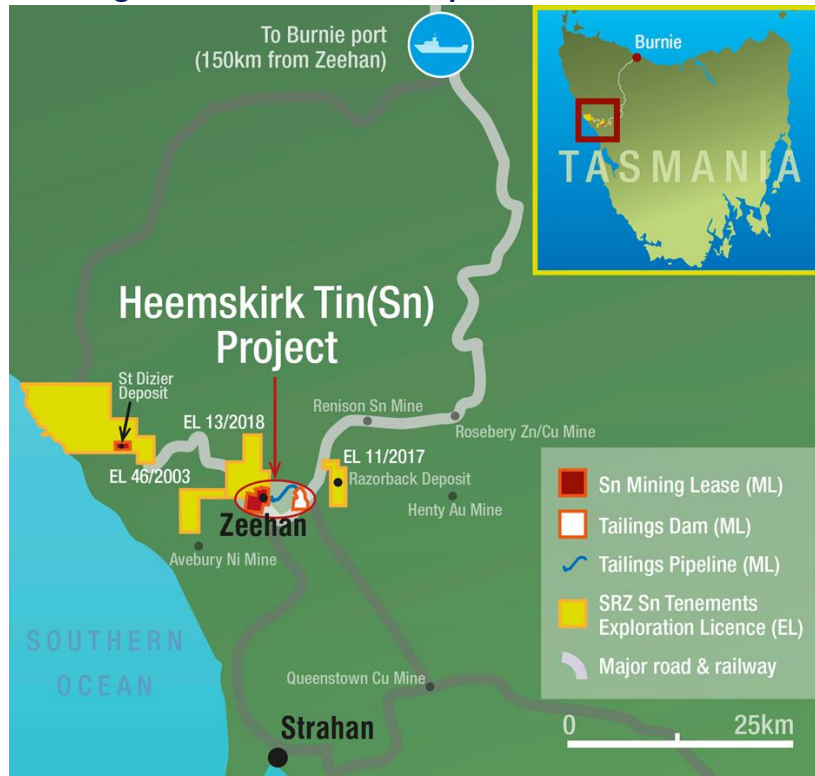 To Burnie port
(150km from Zeehan)
Burnie
TASMANIA
Heemskirk Tin(Sn)
Project
St Dizier
Deposit
EL 13/2018
Renison Sn Mine
Rosebery Zn/Cu Mine
EL 46/2003
EL 11/2017
Razorback Deposit
Henty Au Mine
Zeehan
Avebury Ni Mine
Sn Mining Lease (ML)
Tailings Dam (ML)
Tailings Pipeline (ML)
SRZ Sn Tenements
Exploration Licence (EL)
Major road & railway
SOUTHERN
OCEAN
Queenstown Cu Mine
Strahan
0 25km